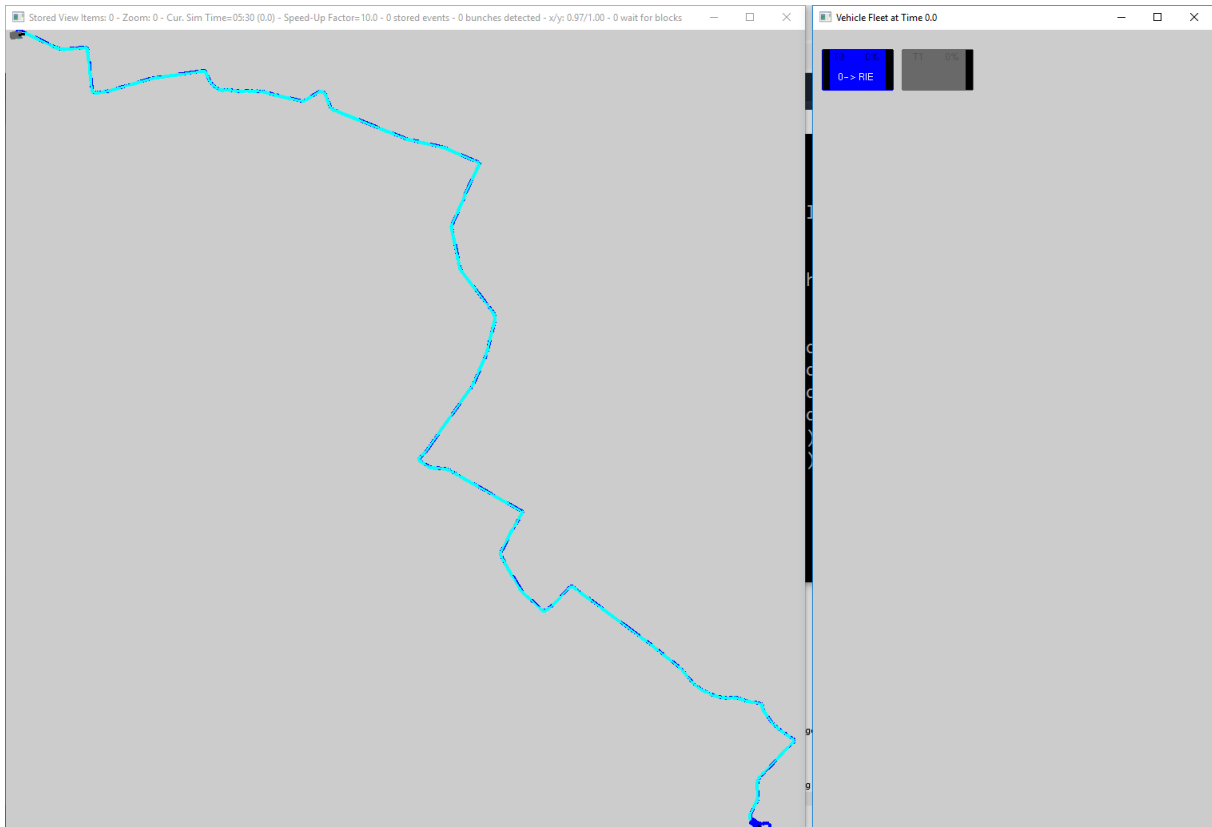 Stored View Items: 0 - Zoom: 0 - Cur. Sim Time=05:30 (0.0) - Speed-Up Factor=10.0 - 0 stored events - 0 bunches detected - x/y: 0.97/1.00 - 0 wait for blocks
Vehicle Fleet at Time 0.0
T1 0%
0-> RIE